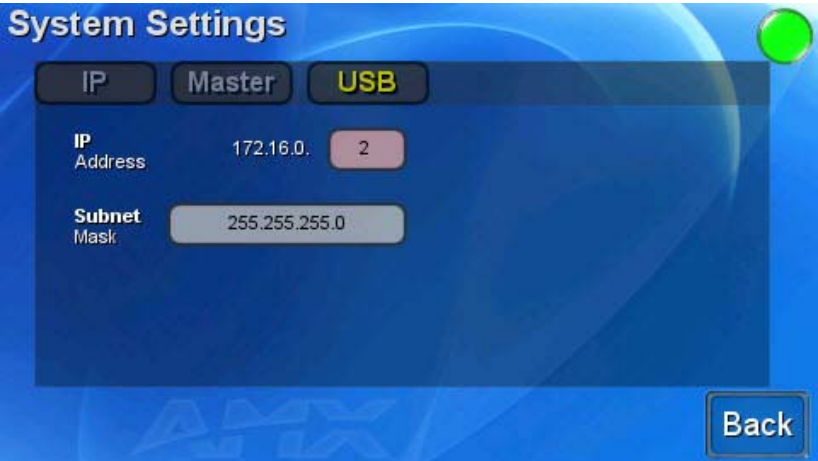 System Settings
IP Master USB
IP
Address
172.16.0. 2
Subnet
Mask
255.255.255.0
AMX
Back